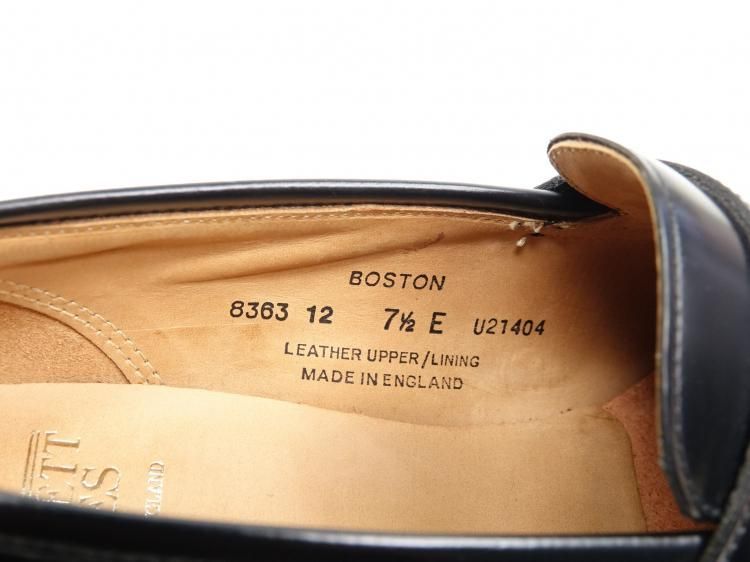 BOSTON
8363 12 7½ E U21404
LEATHER UPPER/LINING
MADE IN ENGLAND